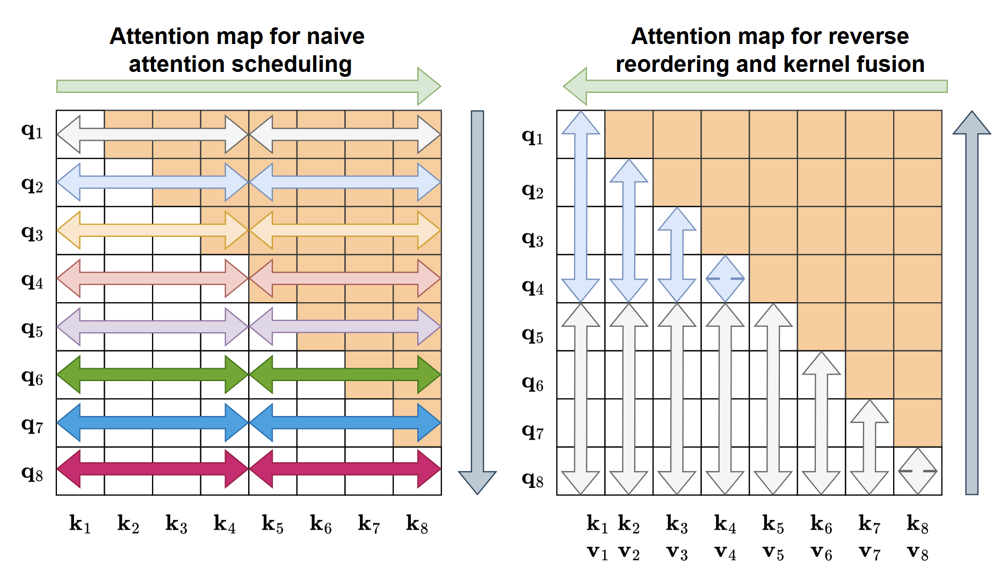 Attention map for naive
attention scheduling
q₁
q₂
q₃
q₄
q₅
q₆
q₇
q₈
k₁ k₂ k₃ k₄ k₅ k₆ k₇ k₈
Attention map for reverse
reordering and kernel fusion
q₁
q₂
q₃
q₄
q₅
q₆
q₇
q₈
k₁ k₂ k₃ k₄ k₅ k₆ k₇ k₈
v₁ v₂ v₃ v₄ v₅ v₆ v₇ v₈